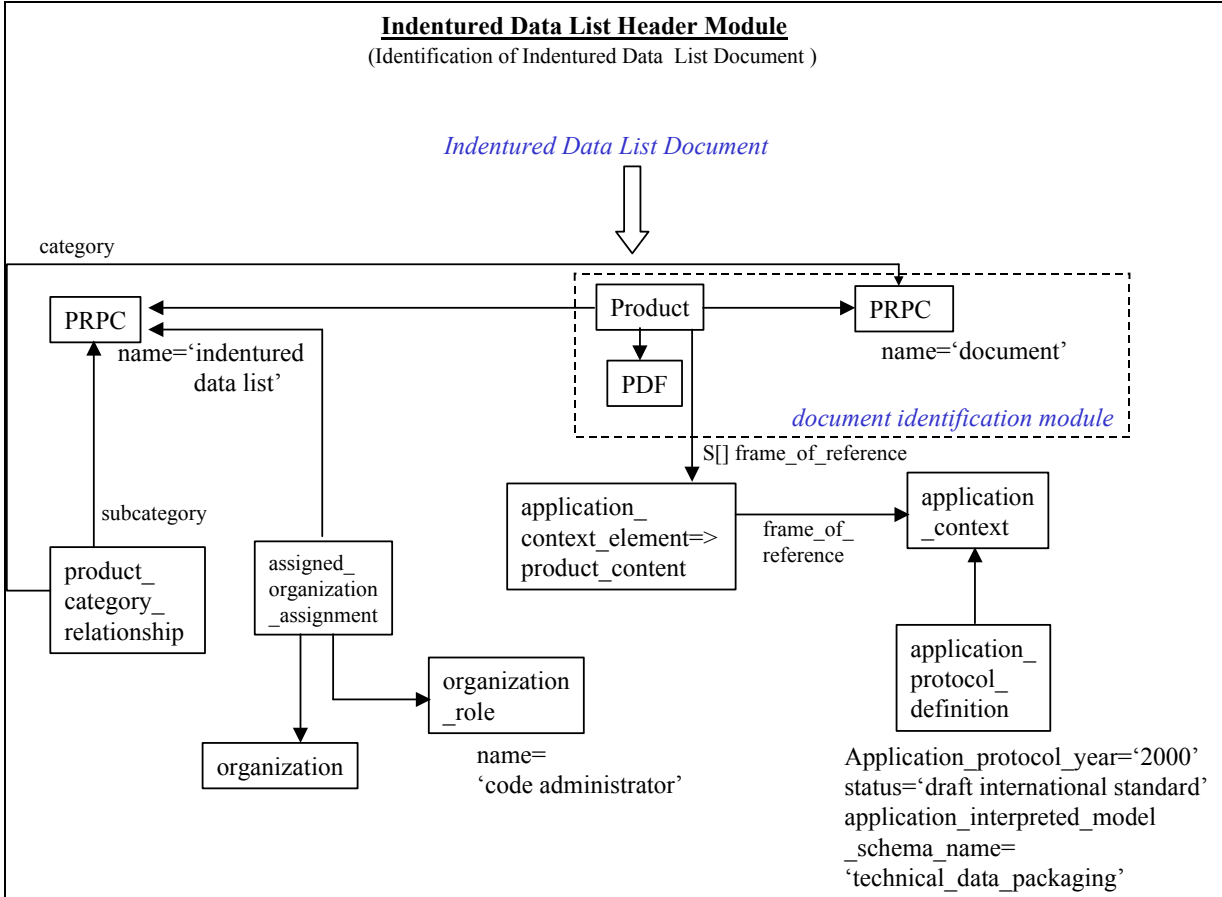 Indentured Data List Header Module
(Identification of Indentured Data List Document )
Indentured Data List Document
category
PRPC
name=‘indentured
data list’
Product
PDF
PRPC
name=‘document’
document identification module
S[] frame_of_reference
subcategory
application_
context_element=>
product_content
frame_of_
reference
application
_context
product_
category_
relationship
assigned_
organization
_assignment
organization
_role
name=
‘code administrator’
organization
application_
protocol_
definition
Application_protocol_year=‘2000’
status=‘draft international standard’
application_interpreted_model
_schema_name=
‘technical_data_packaging’